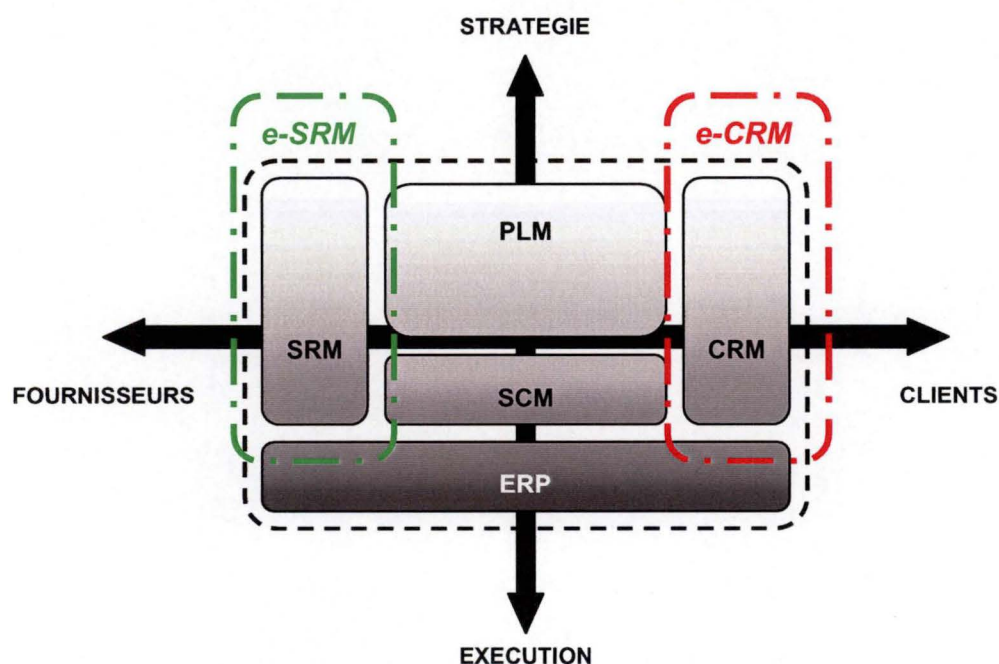 STRATEGIE
e-SRM
e-CRM
PLM
SRM
CRM
FOURNISSEURS
SCM
CLIENTS
ERP
EXECUTION